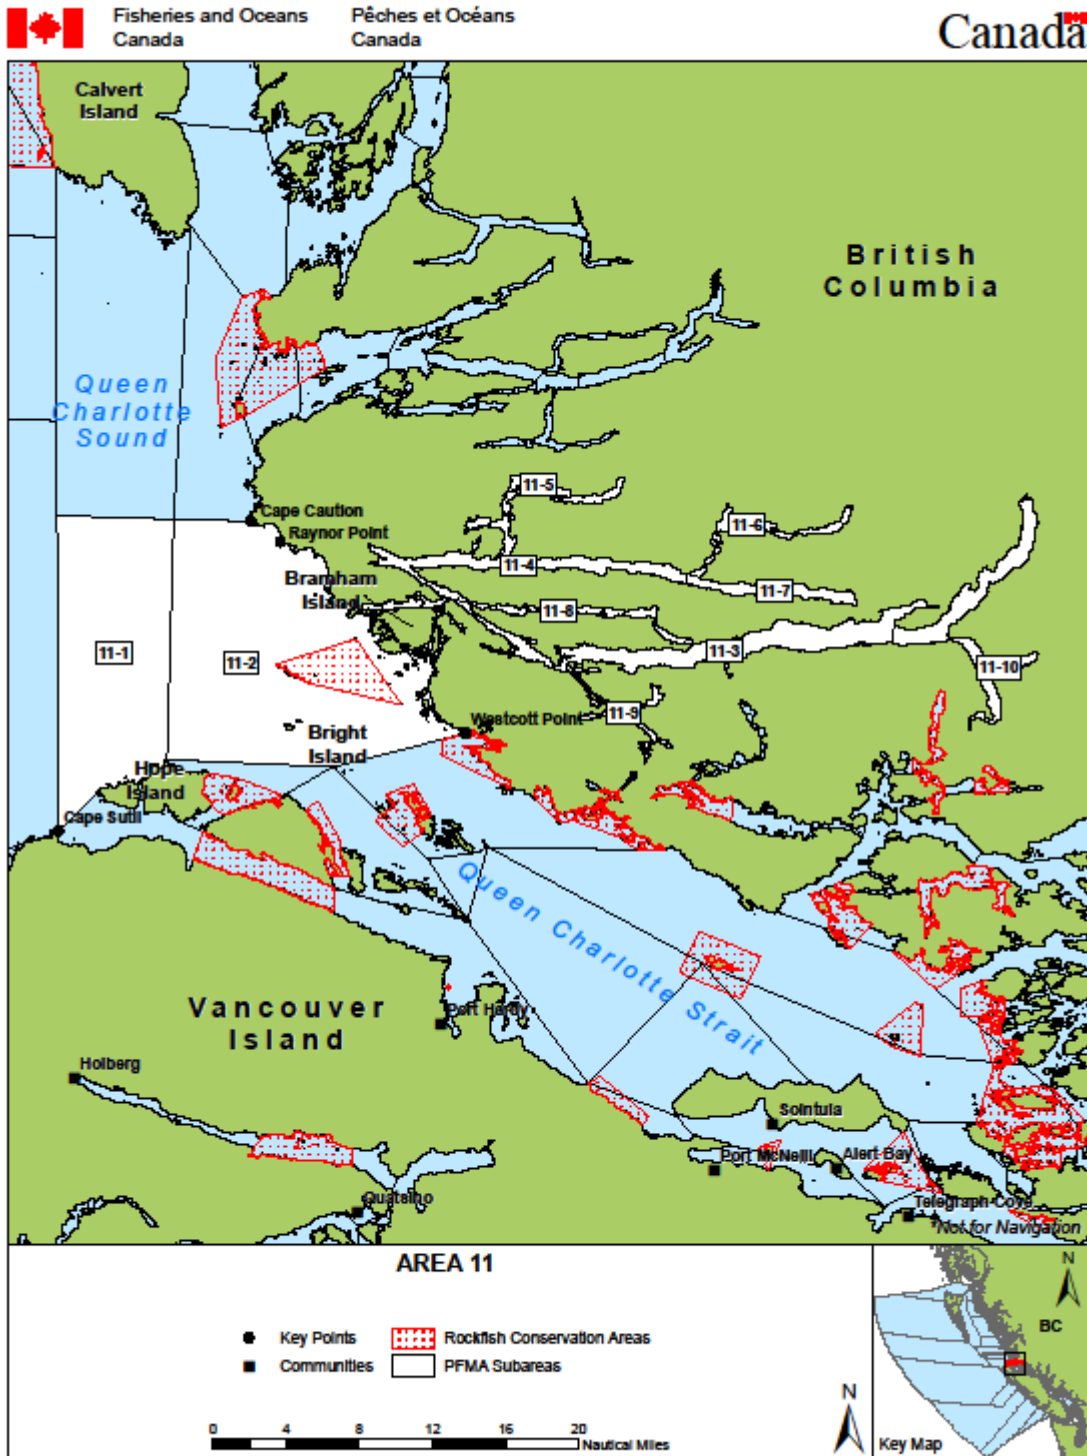 Fisheries and Oceans
Canada
Pêches et Océans
Canada
Canada
Calvert
Island
British
Columbia
Queen
Charlotte
Sound
11-5
Cape Caution
11-6
Raynor Point
11-4
Bramham
Island
11-7
11-8
11-1
11-2
11-3
11-10
11-9
Westcott Point
Bright
Island
Hope
Island
Cape Sutil
Queen Charlotte Strait
Vancouver
Island
Port Hardy
Holberg
Sointula
Port McNeill
Alert Bay
Quatsino
Telegraph Cove
*Not for Navigation
AREA 11
Key Points
Rockfish Conservation Areas
Communities
PFMA Subareas
0 4 8 12 16 20
Nautical Miles
N
N
BC
Key Map